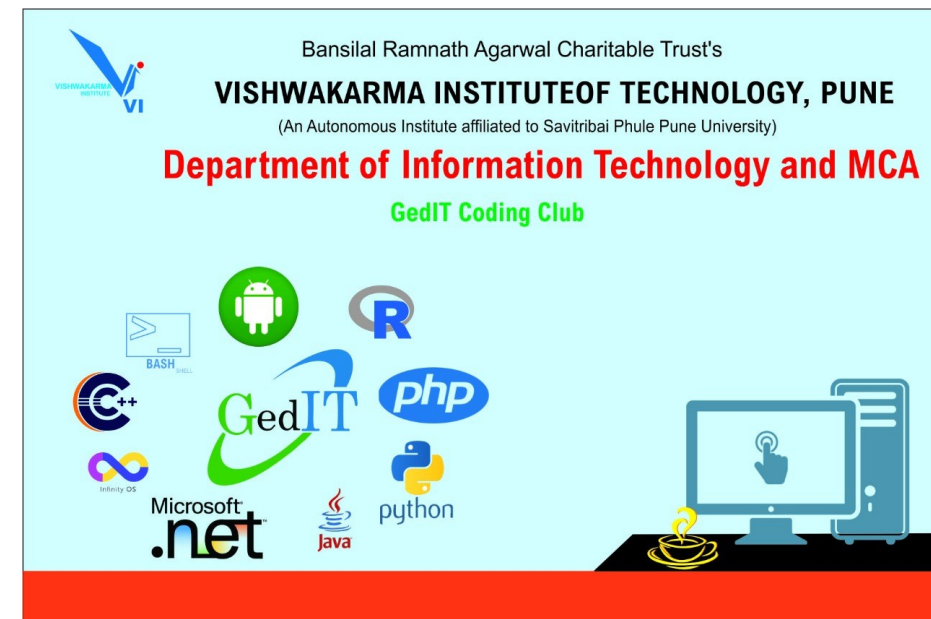 Bansilal Ramnath Agarwal Charitable Trust's
VISHWAKARMA INSTITUTE
VI
VISHWAKARMA INSTITUTEOF TECHNOLOGY, PUNE
(An Autonomous Institute affiliated to Savitribai Phule Pune University)
Department of Information Technology and MCA
GedIT Coding Club
R
>_
BASH SHELL
C++
GedIT
php
Infinity OS
python
Microsoft
.net
Java